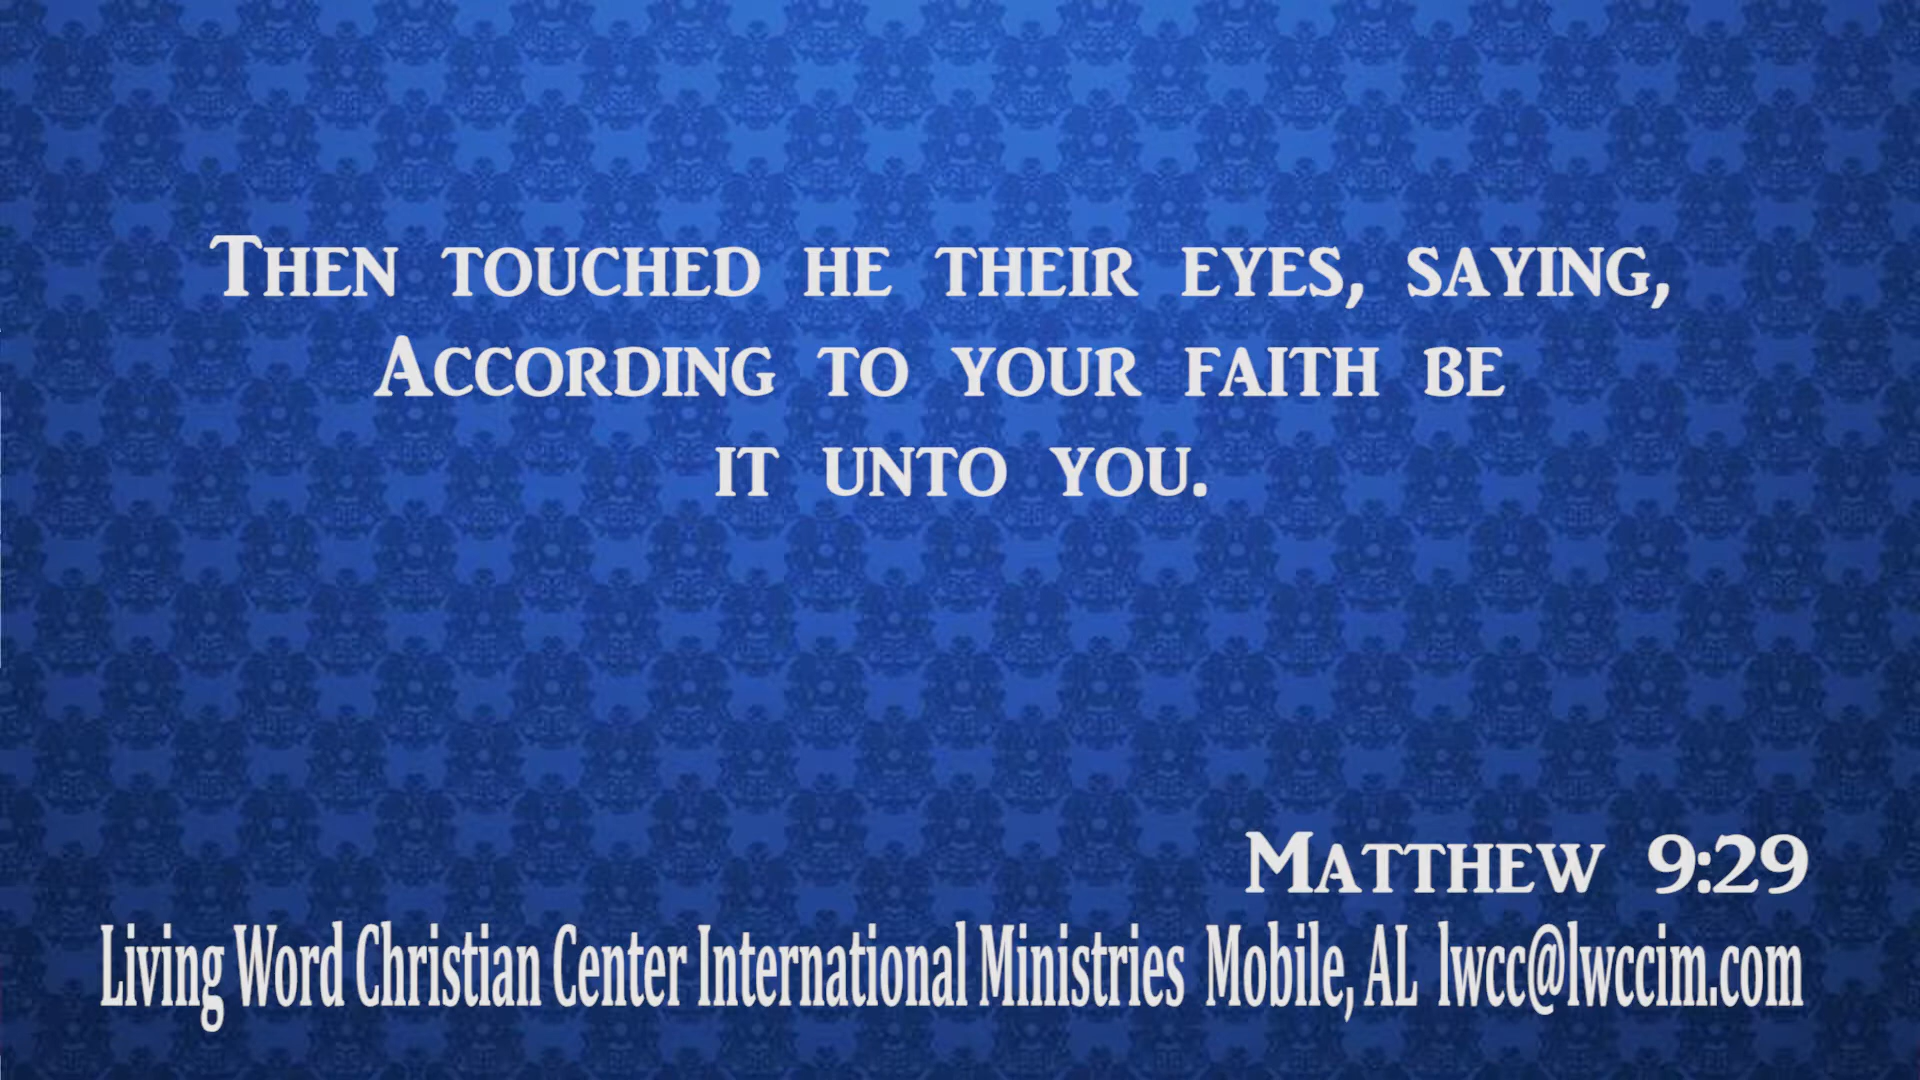 Then touched he their eyes, saying,
According to your faith be
it unto you.
Matthew 9:29
Living Word Christian Center International Ministries Mobile, AL lwcc@lwccim.com